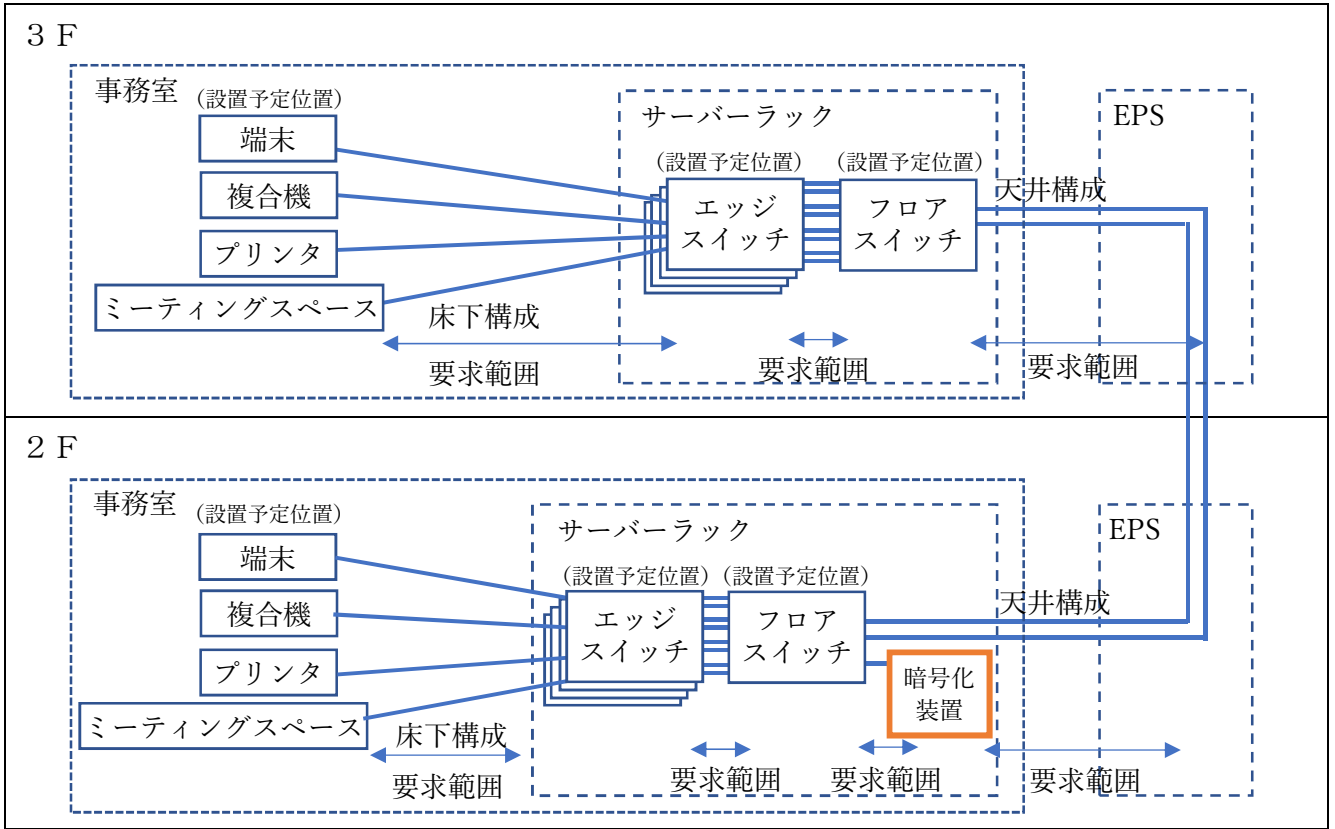 ３Ｆ
事務室
（設置予定位置）
端末
複合機
プリンタ
ミーティングスペース
床下構成
要求範囲
サーバーラック
（設置予定位置）
（設置予定位置）
エッジ
スイッチ
フロア
スイッチ
要求範囲
天井構成
要求範囲
EPS
２Ｆ
事務室
（設置予定位置）
端末
複合機
プリンタ
ミーティングスペース
床下構成
要求範囲
サーバーラック
（設置予定位置）
（設置予定位置）
エッジ
スイッチ
フロア
スイッチ
暗号化
装置
要求範囲
要求範囲
天井構成
要求範囲
EPS